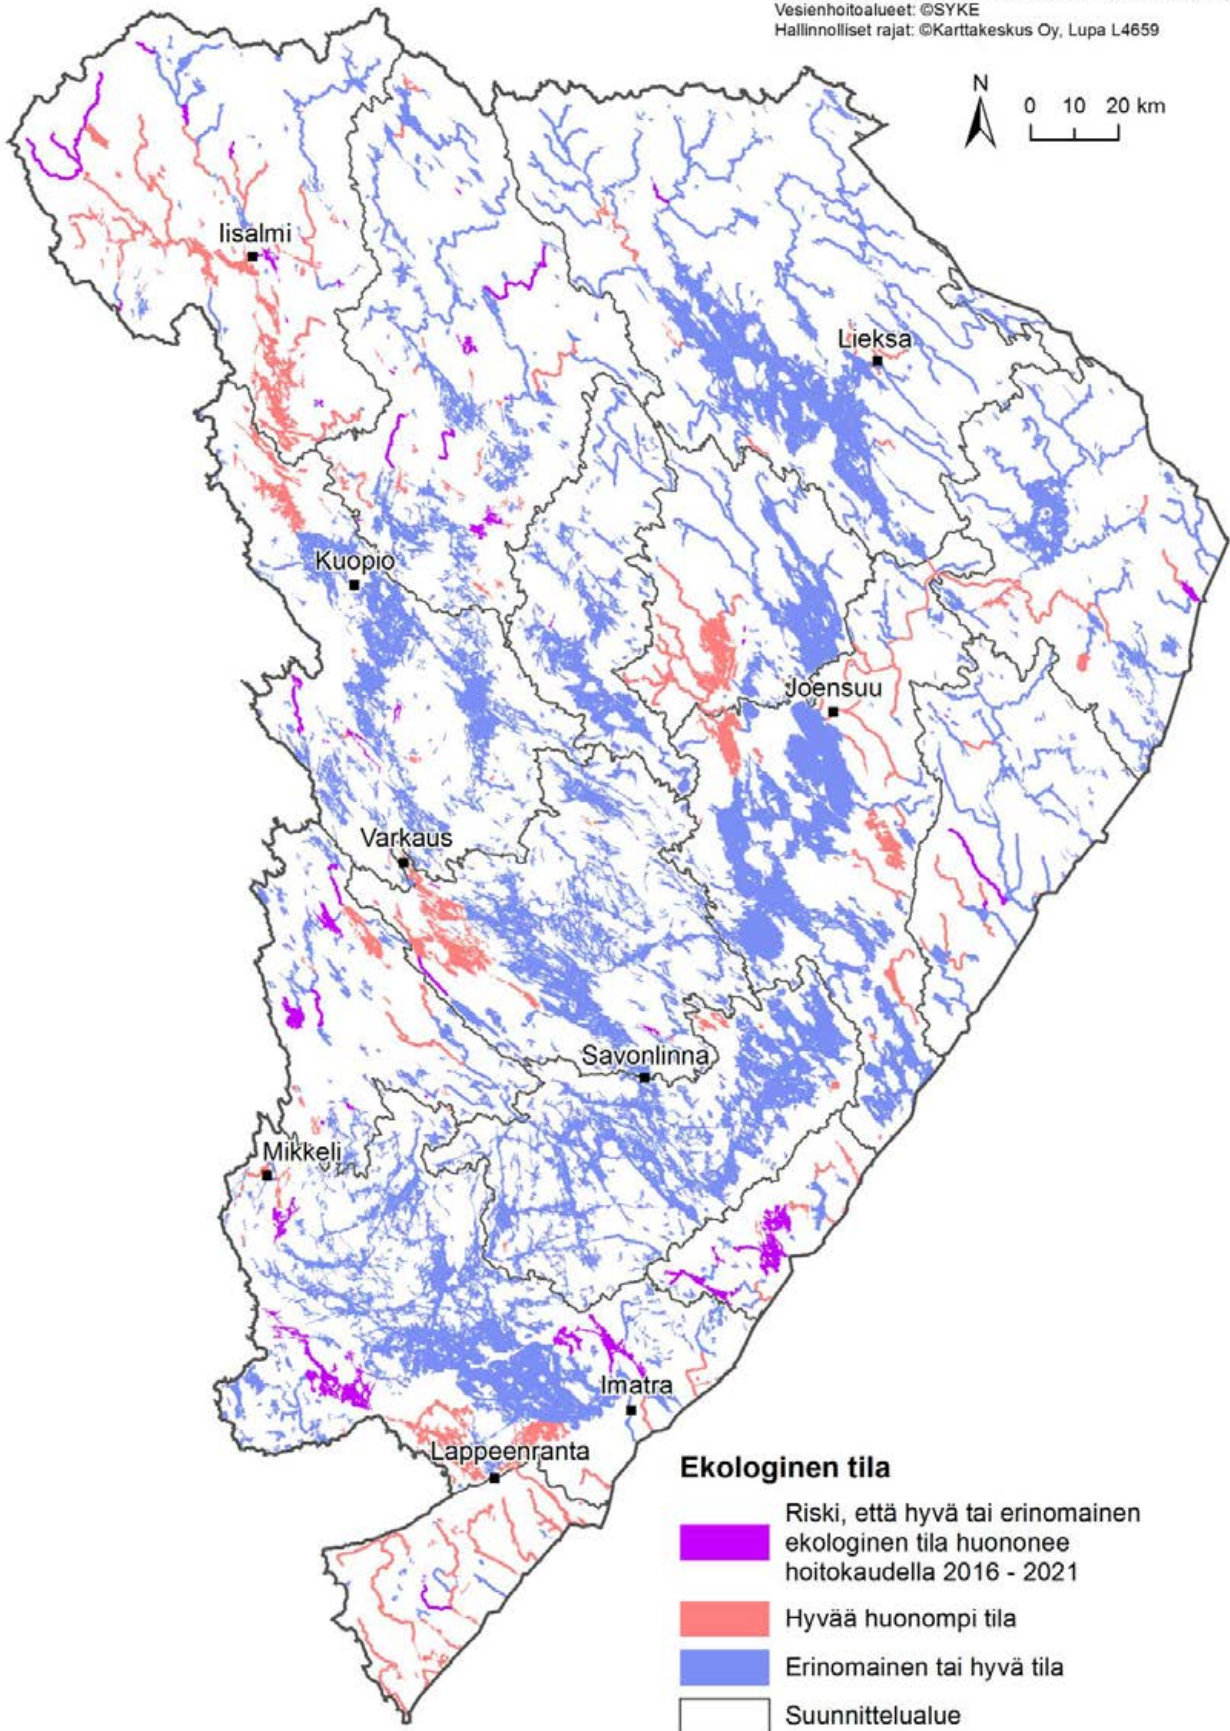 Vesienhoitoalueet: ©SYKE
Hallinnolliset rajat: ©Karttakeskus Oy, Lupa L4659
N
0 10 20 km
Iisalmi
Lieksa
Kuopio
Joensuu
Varkaus
Savonlinna
Mikkeli
Imatra
Lappeenranta
Ekologinen tila
Riski, että hyvä tai erinomainen
ekologinen tila huononee
hoitokaudella 2016 - 2021
Hyvää huonompi tila
Erinomainen tai hyvä tila
Suunnittelualue